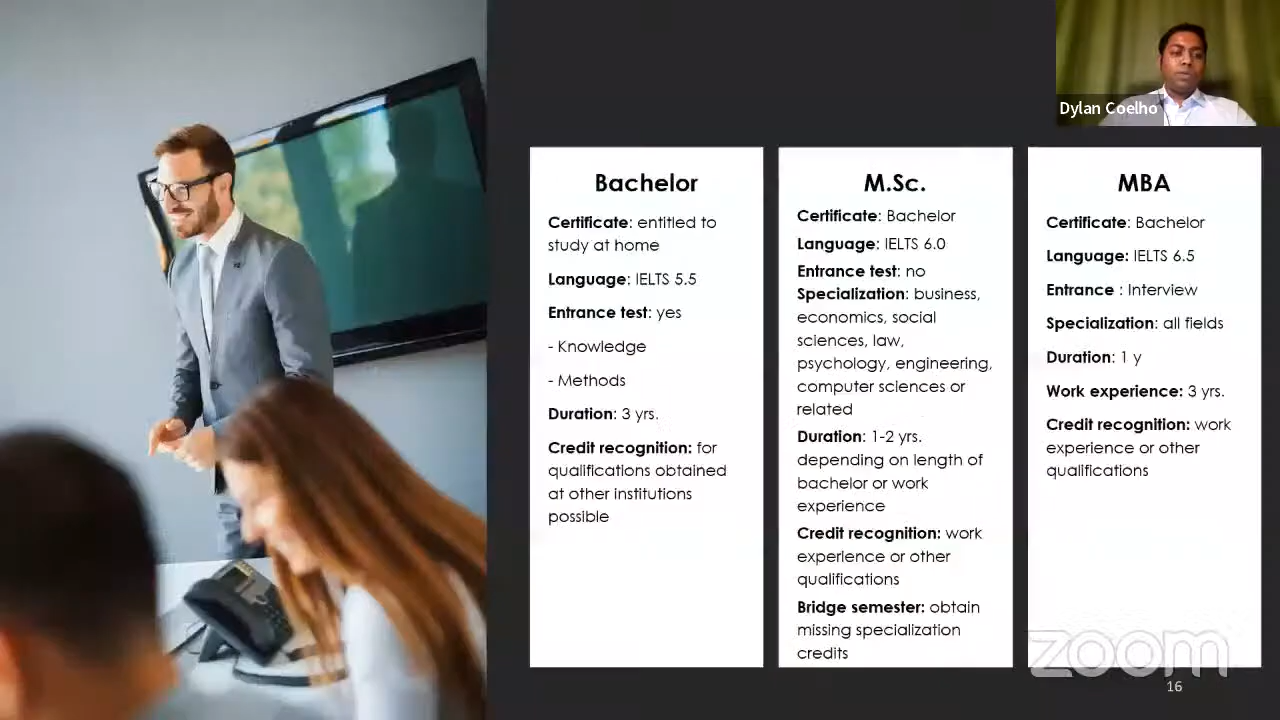 Dylan Coelho
Bachelor
Certificate: entitled to
study at home
Language: IELTS 5.5
Entrance test: yes
- Knowledge
- Methods
Duration: 3 yrs.
Credit recognition: for
qualifications obtained
at other institutions
possible
M.Sc.
Certificate: Bachelor
Language: IELTS 6.0
Entrance test: no
Specialization: business,
economics, social
sciences, law,
psychology, engineering,
computer sciences or
related
Duration: 1-2 yrs.
depending on length of
bachelor or work
experience
Credit recognition: work
experience or other
qualifications
Bridge semester: obtain
missing specialization
credits
MBA
Certificate: Bachelor
Language: IELTS 6.5
Entrance : Interview
Specialization: all fields
Duration: 1 y
Work experience: 3 yrs.
Credit recognition: work
experience or other
qualifications
zoom
16